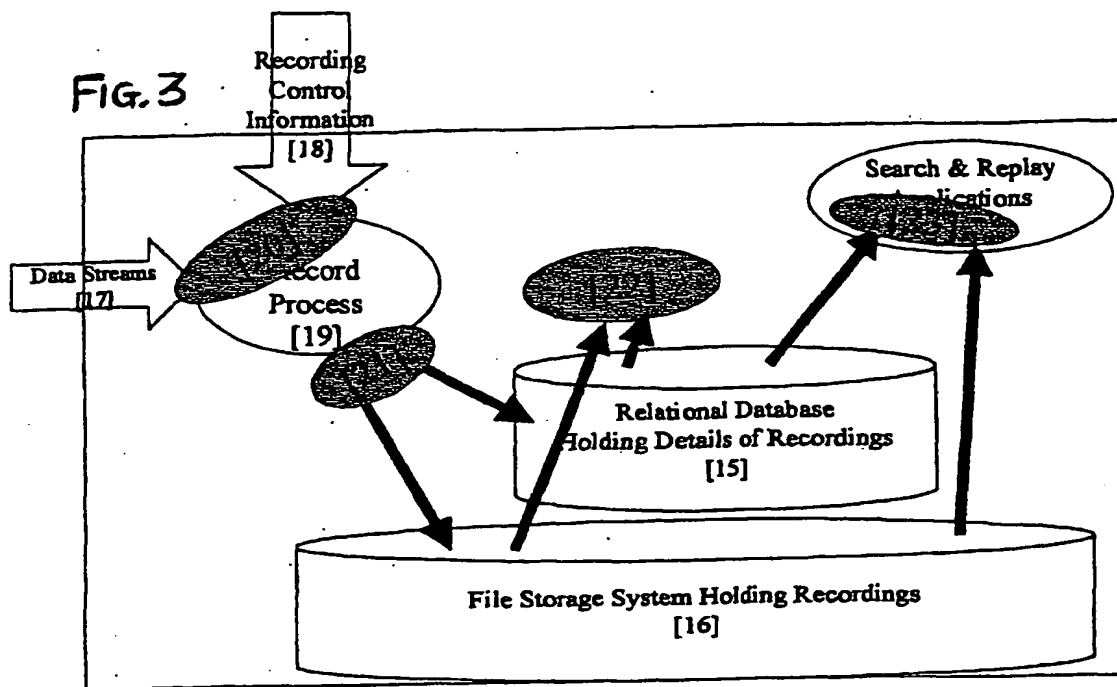 FIG. 3
Recording
Control
Information
[18]
Search & Replay
Data Streams
[17]
Record
Process
[19]
Relational Database
Holding Details of Recordings
[15]
File Storage System Holding Recordings
[16]